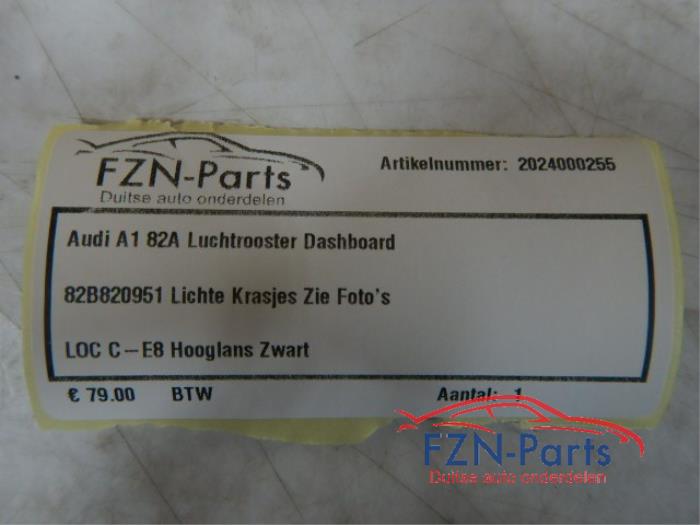 FZN-Parts
Duitse auto onderdelen
Artikelnummer: 2024000255
Audi A1 82A Luchtrooster Dashboard
82B820951 Lichte Krasjes Zie Foto's
LOC C-E8 Hooglans Zwart
€ 79.00 BTW Aantal: 1
FZN-Parts
Duitse auto onderdelen